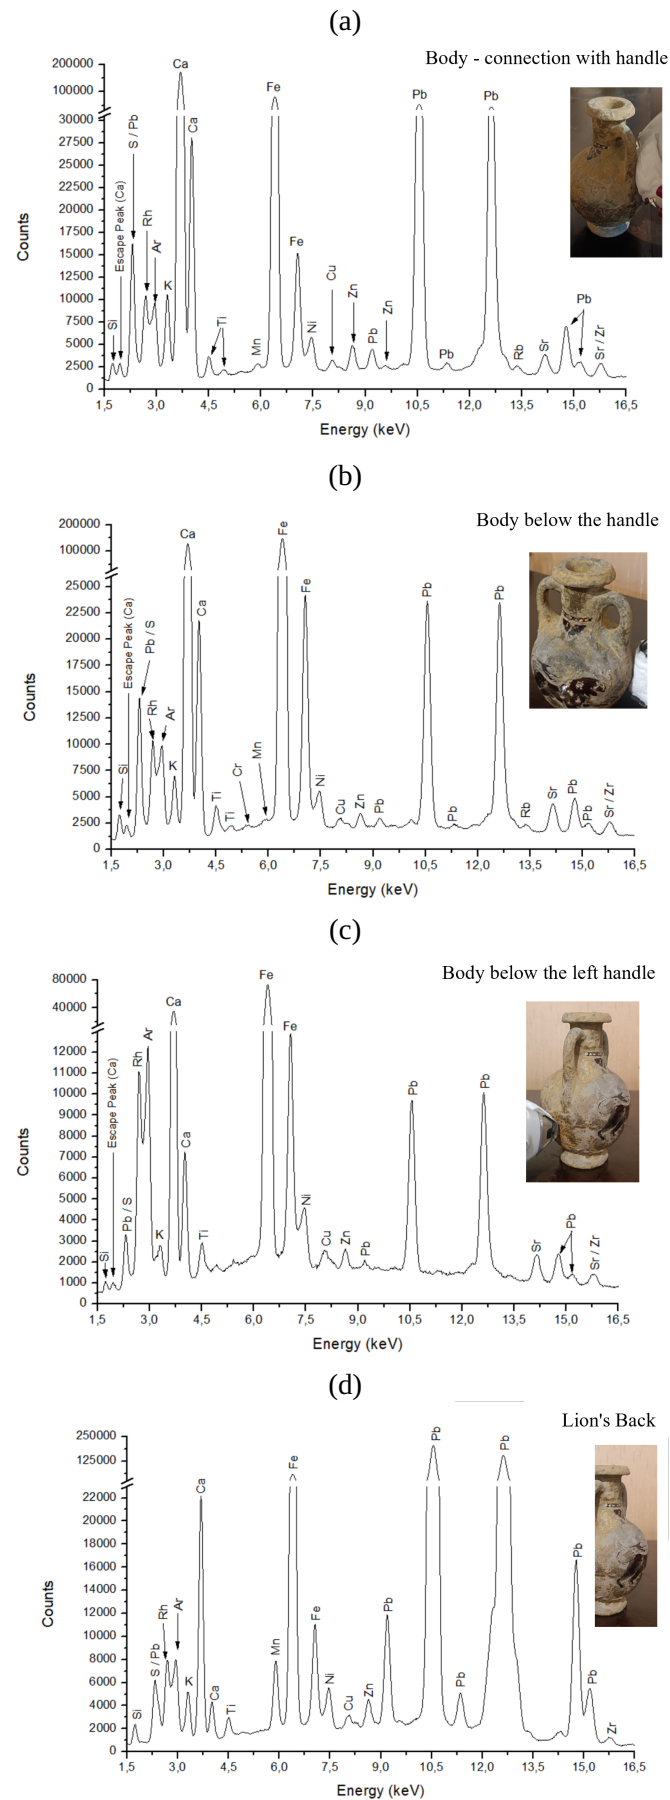 (a)
Body - connection with handle
200000
100000
30000
27500
25000
22500
20000
17500
15000
12500
10000
7500
5000
2500
0
Counts
Si
Escape Peak (Ca)
S / Pb
Rh
Ar
K
Ca
Ca
Ti
Mn
Fe
Fe
Ni
Cu
Zn
Pb
Zn
Pb
Pb
Pb
Rb
Sr
Pb
Sr / Zr
1,5 3,0 4,5 6,0 7,5 9,0 10,5 12,0 13,5 15,0 16,5
Energy (keV)
(b)
Body below the handle
200000
100000
25000
22500
20000
17500
15000
12500
10000
7500
5000
2500
0
Counts
Si
Escape Peak (Ca)
Pb / S
Rh
Ar
K
Ca
Ca
Ti
Ti
Cr
Mn
Fe
Fe
Ni
Cu
Zn
Pb
Pb
Pb
Pb
Rb
Sr
Pb
Pb
Sr / Zr
1,5 3,0 4,5 6,0 7,5 9,0 10,5 12,0 13,5 15,0 16,5
Energy (keV)
(c)
Body below the left handle
80000
40000
12000
11000
10000
9000
8000
7000
6000
5000
4000
3000
2000
1000
0
Counts
Si
Escape Peak (Ca)
Pb / S
Rh
Ar
K
Ca
Ca
Ti
Fe
Fe
Ni
Cu
Zn
Pb
Pb
Pb
Sr
Pb
Sr / Zr
1,5 3,0 4,5 6,0 7,5 9,0 10,5 12,0 13,5 15,0 16,5
Energy (keV)
(d)
Lion's Back
250000
125000
22000
20000
18000
16000
14000
12000
10000
8000
6000
4000
2000
0
Counts
Si
S / Pb
Rh
Ar
K
Ca
Ca
Ti
Mn
Fe
Fe
Ni
Cu
Zn
Pb
Pb
Pb
Pb
Pb
Pb
Zr
1,5 3,0 4,5 6,0 7,5 9,0 10,5 12,0 13,5 15,0 16,5
Energy (keV)